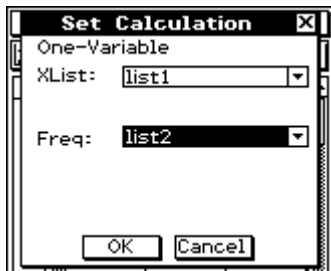 Set Calculation
One-Variable
XList: list1
Freq: list2
OK Cancel